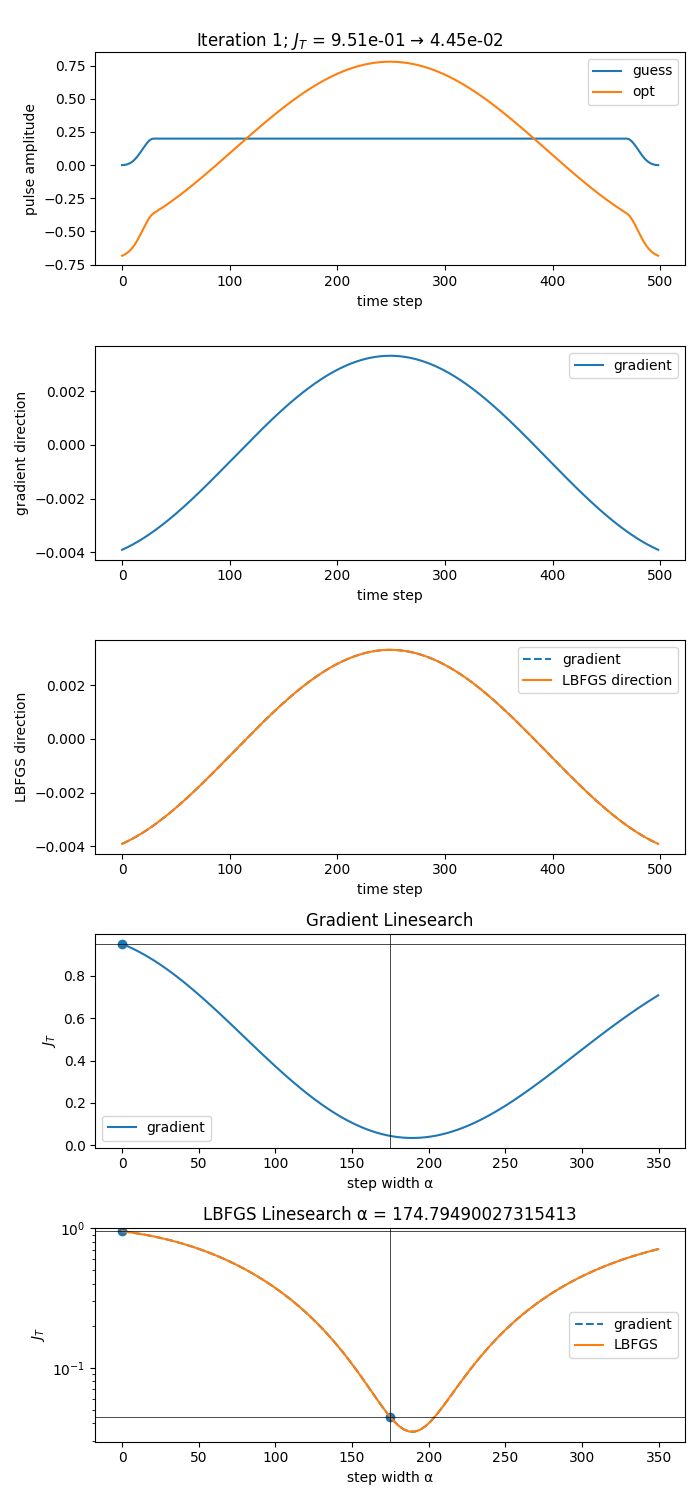 Iteration 1; J_T = 9.51e-01 → 4.45e-02
0.75
0.50
0.25
0.00
−0.25
−0.50
−0.75
pulse amplitude
guess
opt
0 100 200 300 400 500
time step
0.002
0.000
−0.002
−0.004
gradient direction
gradient
0 100 200 300 400 500
time step
0.002
0.000
−0.002
−0.004
LBFGS direction
gradient
LBFGS direction
0 100 200 300 400 500
time step
Gradient Linesearch
0.8
0.6
0.4
0.2
0.0
J_T
gradient
0 50 100 150 200 250 300 350
step width α
LBFGS Linesearch α = 174.79490027315413
10^0
10^−1
J_T
gradient
LBFGS
0 50 100 150 200 250 300 350
step width α